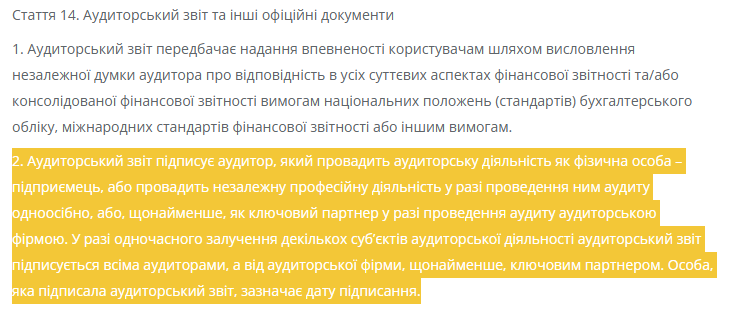 Стаття 14. Аудиторський звіт та інші офіційні документи
1. Аудиторський звіт передбачає надання впевненості користувачам шляхом висловлення
незалежної думки аудитора про відповідність в усіх суттєвих аспектах фінансової звітності та/або
консолідованої фінансової звітності вимогам національних положень (стандартів) бухгалтерського
обліку, міжнародних стандартів фінансової звітності або іншим вимогам.
2. Аудиторський звіт підписує аудитор, який провадить аудиторську діяльність як фізична особа –
підприємець, або провадить незалежну професійну діяльність у разі проведення ним аудиту
одноосібно, або, щонайменше, як ключовий партнер у разі проведення аудиту аудиторською
фірмою. У разі одночасного залучення декількох суб’єктів аудиторської діяльності аудиторський звіт
підписується всіма аудиторами, а від аудиторської фірми, щонайменше, ключовим партнером. Особа,
яка підписала аудиторський звіт, зазначає дату підписання.